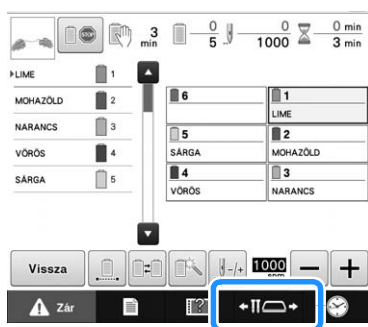 3 min
0 5
0 1000
0 min 3 min
LIME 1
MOHAZÖLD 2
NARANCS 3
VÖRÖS 4
SÁRGA 5
6
1 LIME
5 SÁRGA
2 MOHAZÖLD
4 VÖRÖS
3 NARANCS
Vissza
-/+
1000 spm
Zár